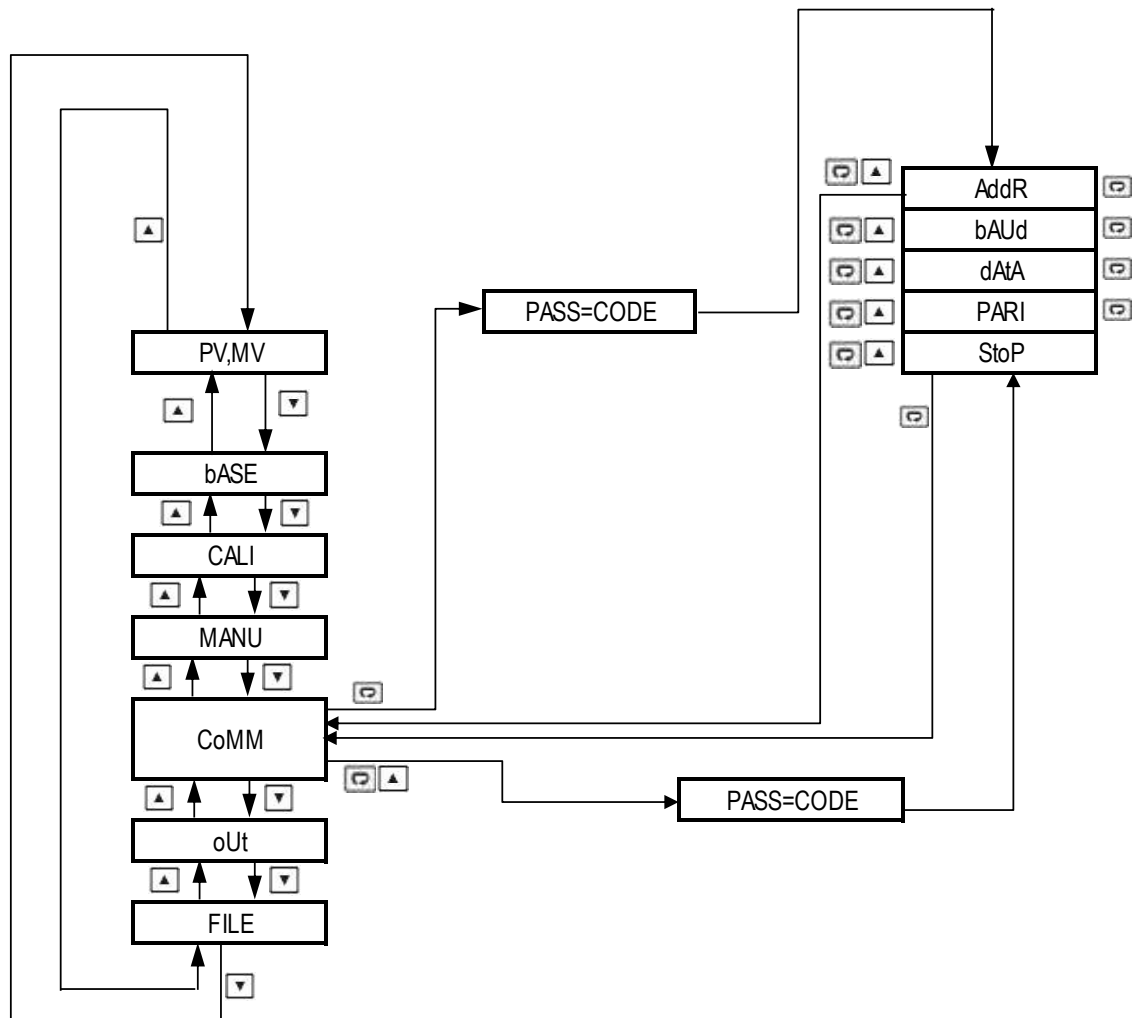 AddR
bAUd
dAtA
PARI
StoP
PASS=CODE
PV,MV
bASE
CALI
MANU
CoMM
PASS=CODE
oUt
FILE